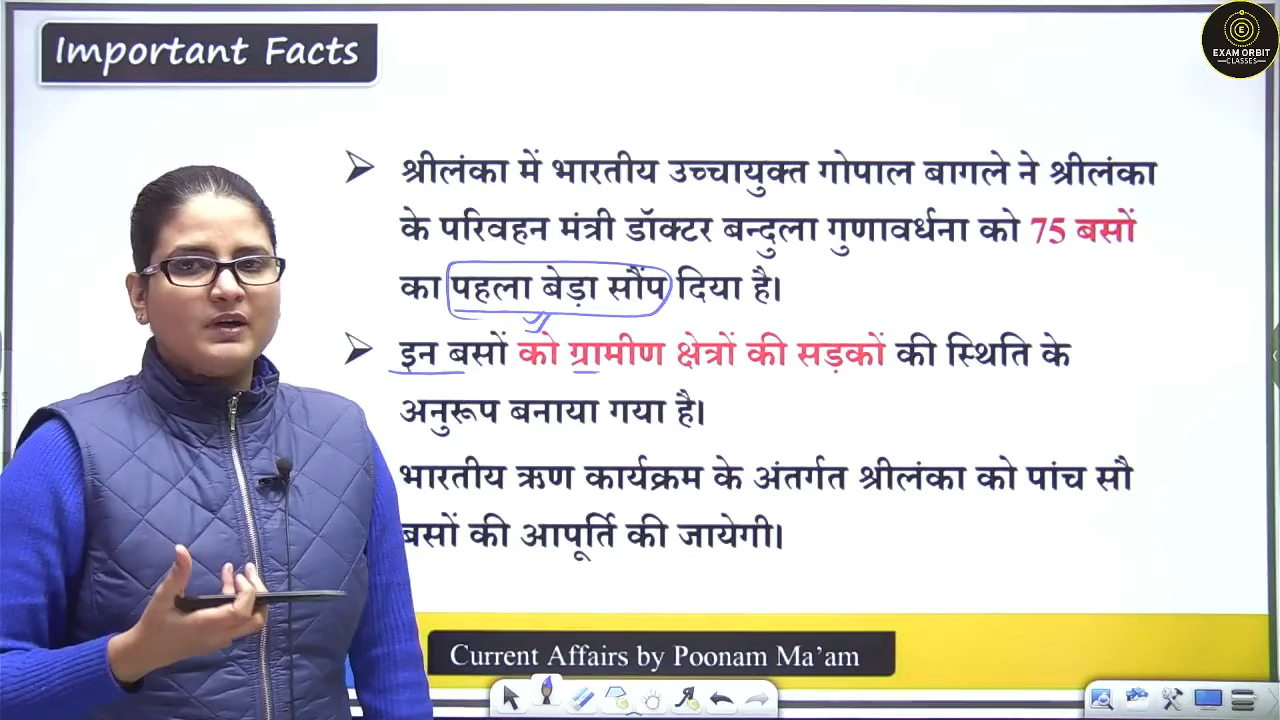 Important Facts
EXAM ORBIT
CLASSES
श्रीलंका में भारतीय उच्चायुक्त गोपाल बागले ने श्रीलंका
के परिवहन मंत्री डॉक्टर बन्दुला गुणावर्धना को 75 बसों
का पहला बेड़ा सौंप दिया है।
इन बसों को ग्रामीण क्षेत्रों की सड़कों की स्थिति के
अनुरूप बनाया गया है।
भारतीय ऋण कार्यक्रम के अंतर्गत श्रीलंका को पांच सौ
बसों की आपूर्ति की जायेगी।
Current Affairs by Poonam Ma'am